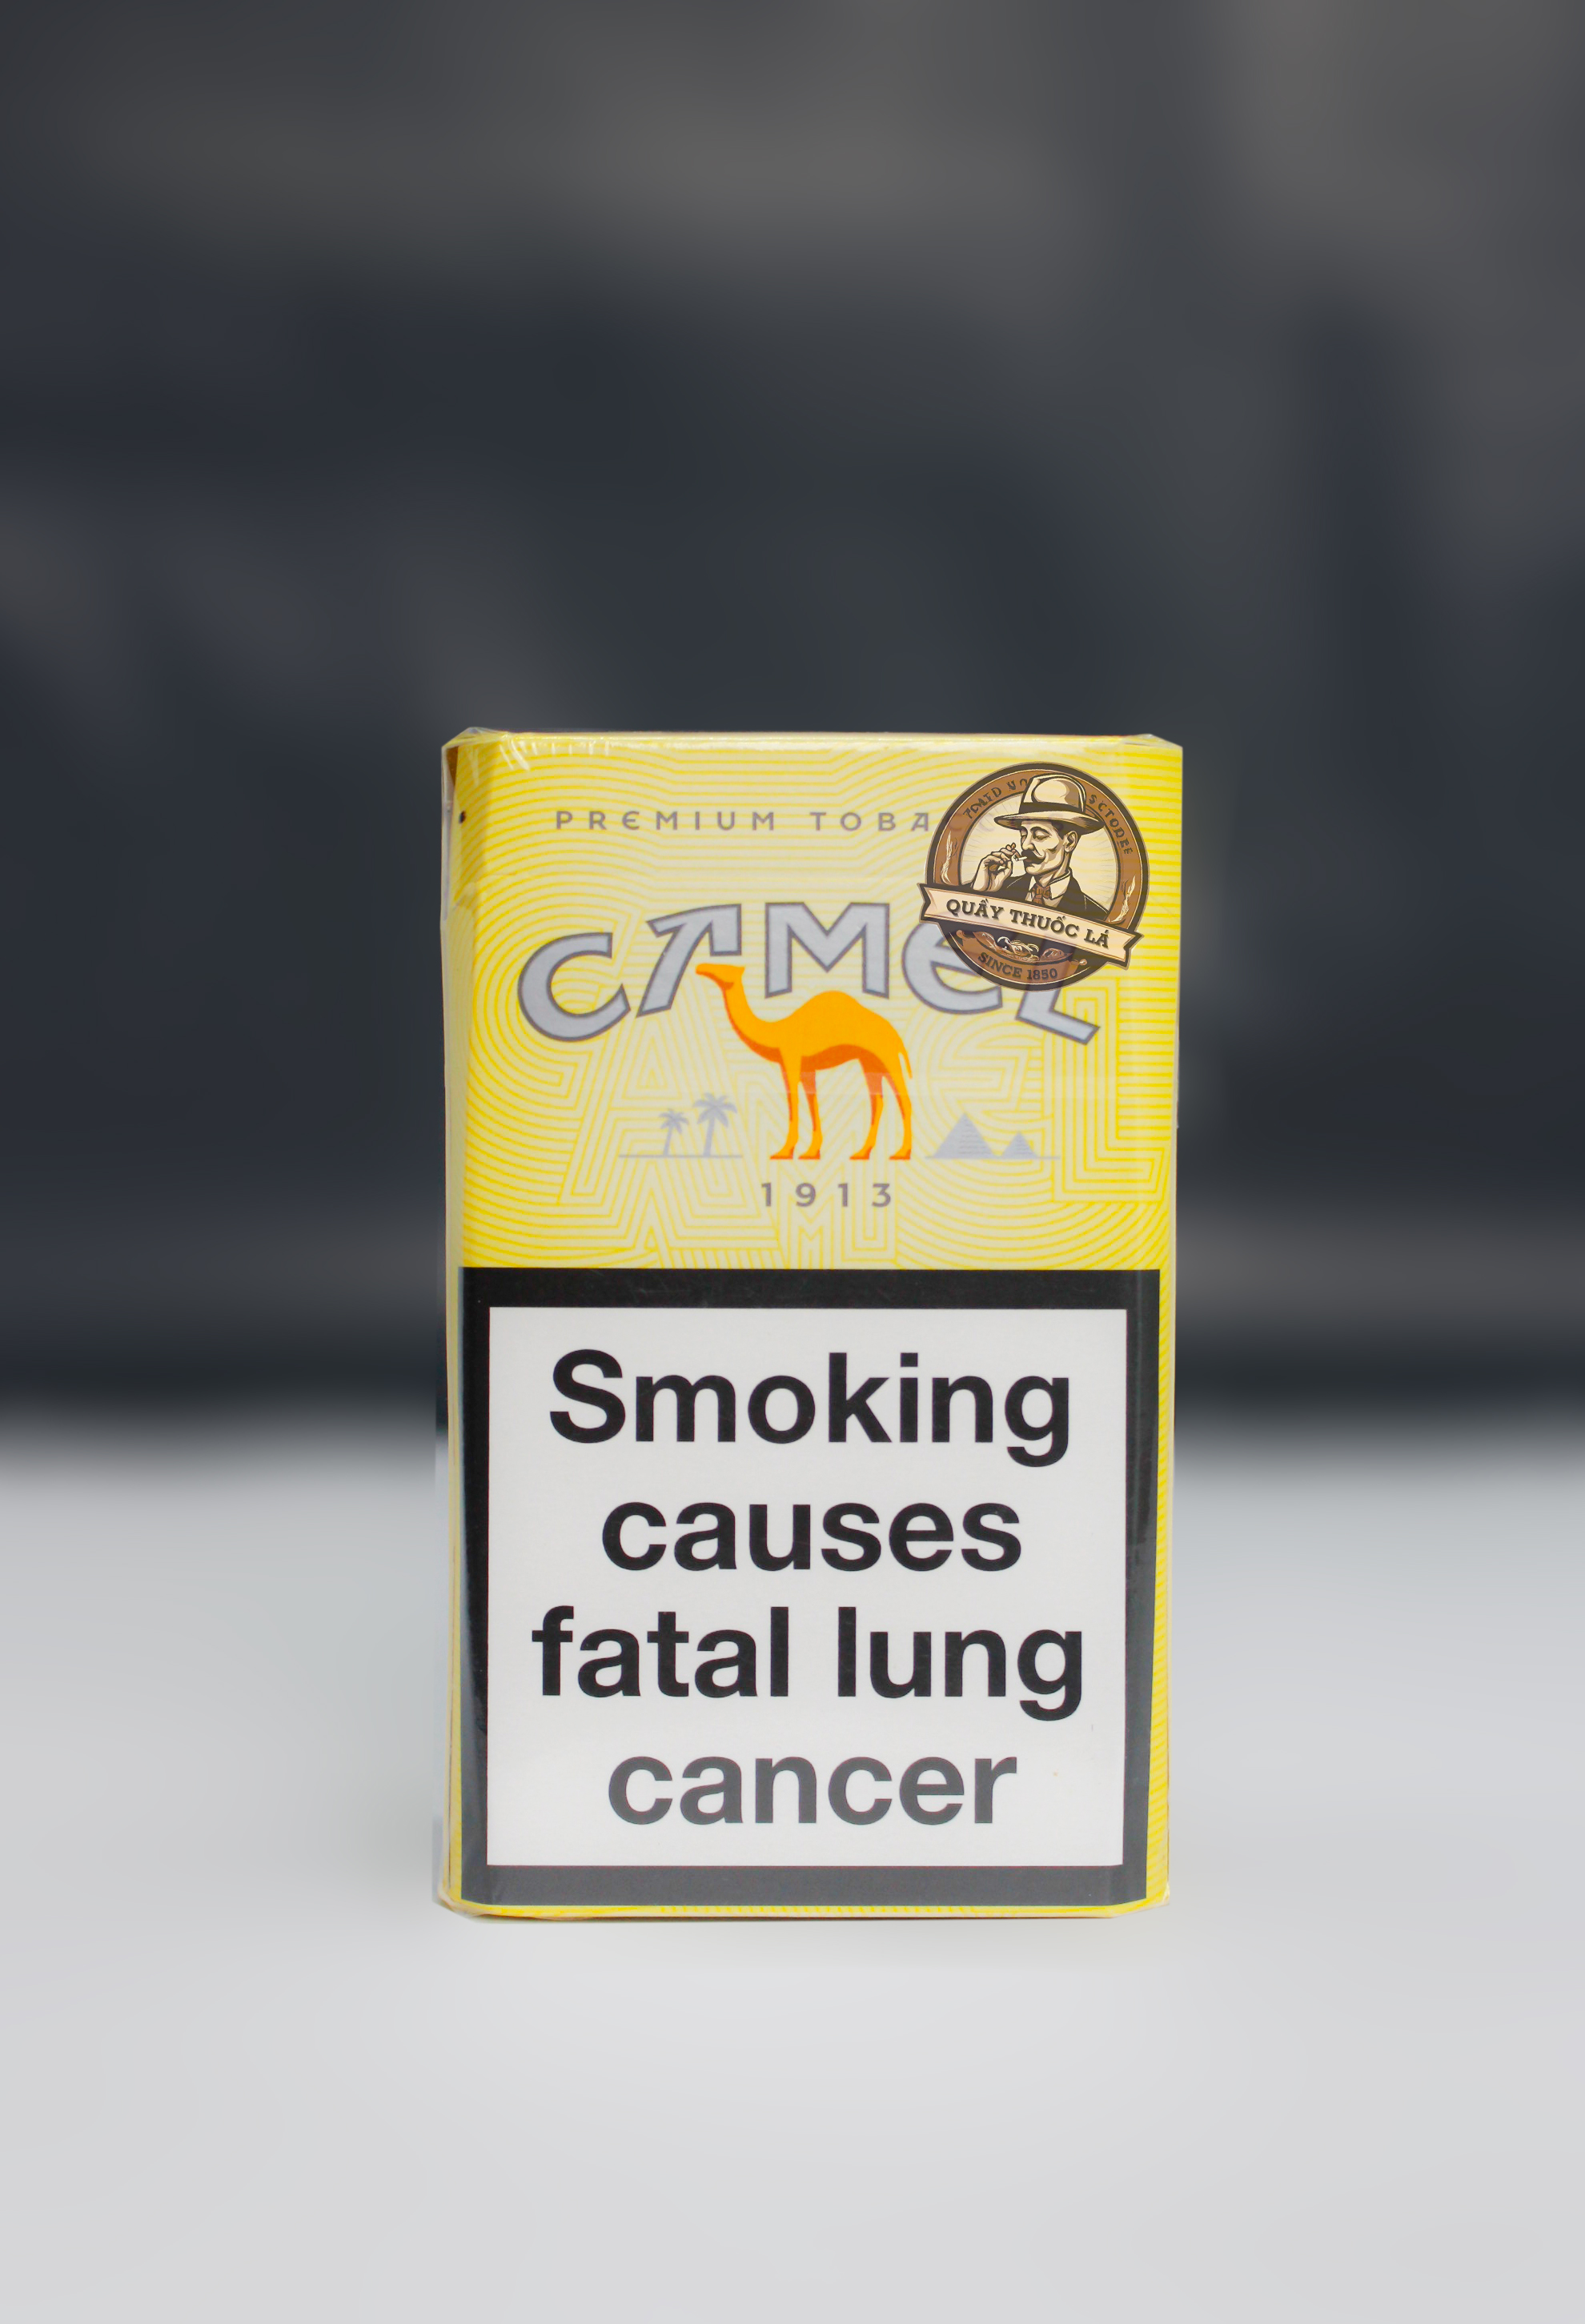 PREMIUM TOBA
CAMEL
QUẦY THUỐC LÁ
SINCE 1850
1913
Smoking
causes
fatal lung
cancer